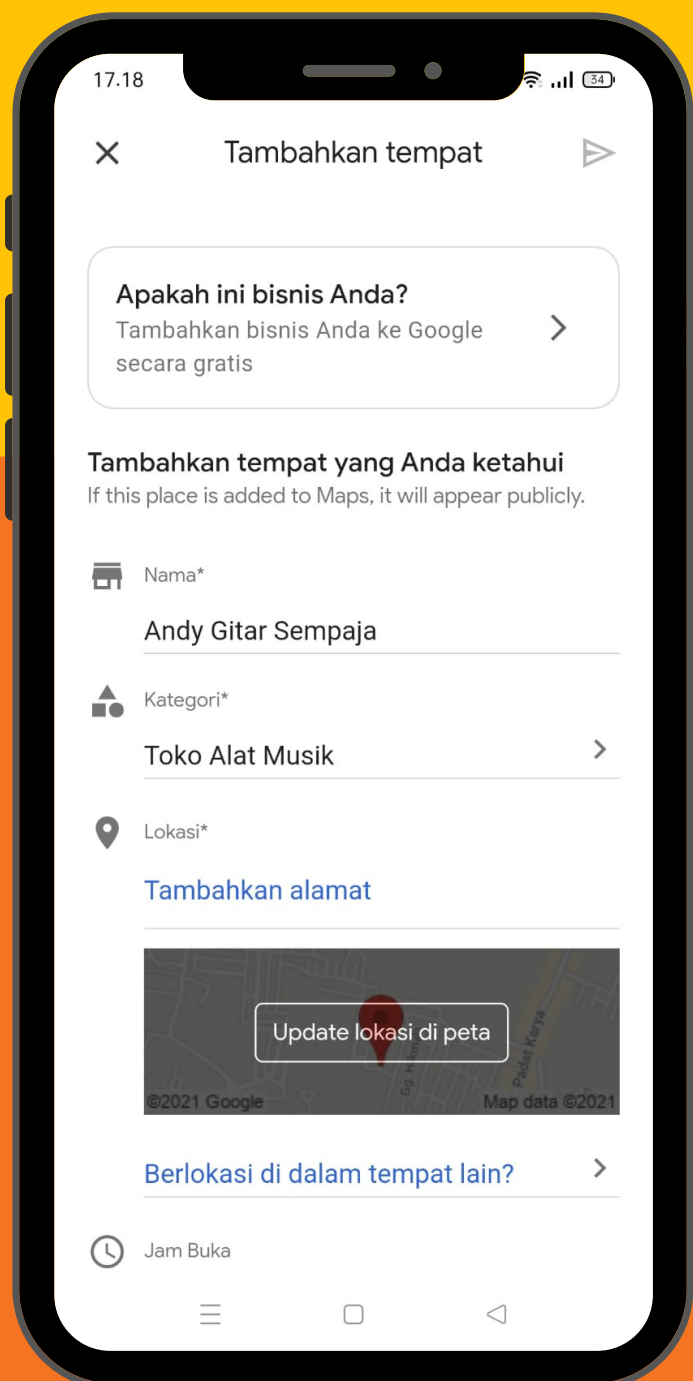 17.18
34
Tambahkan tempat
Apakah ini bisnis Anda?
Tambahkan bisnis Anda ke Google
secara gratis
Tambahkan tempat yang Anda ketahui
If this place is added to Maps, it will appear publicly.
Nama*
Andy Gitar Sempaja
Kategori*
Toko Alat Musik
Lokasi*
Tambahkan alamat
Update lokasi di peta
Padat Karya
©2021 Google
Map data ©2021
Berlokasi di dalam tempat lain?
Jam Buka